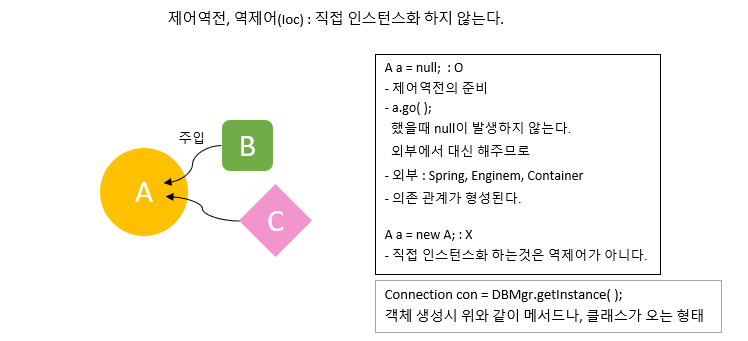 제어역전, 역제어(Ioc) : 직접 인스턴스화 하지 않는다.
주입
B
A
C
A a = null;  : O
- 제어역전의 준비
- a.go( );
했을때 null이 발생하지 않는다.
외부에서 대신 해주므로
- 외부 : Spring, Enginem, Container
- 의존 관계가 형성된다.
A a = new A; : X
- 직접 인스턴스화 하는것은 역제어가 아니다.
Connection con = DBMgr.getInstance( );
객체 생성시 위와 같이 메서드나, 클래스가 오는 형태